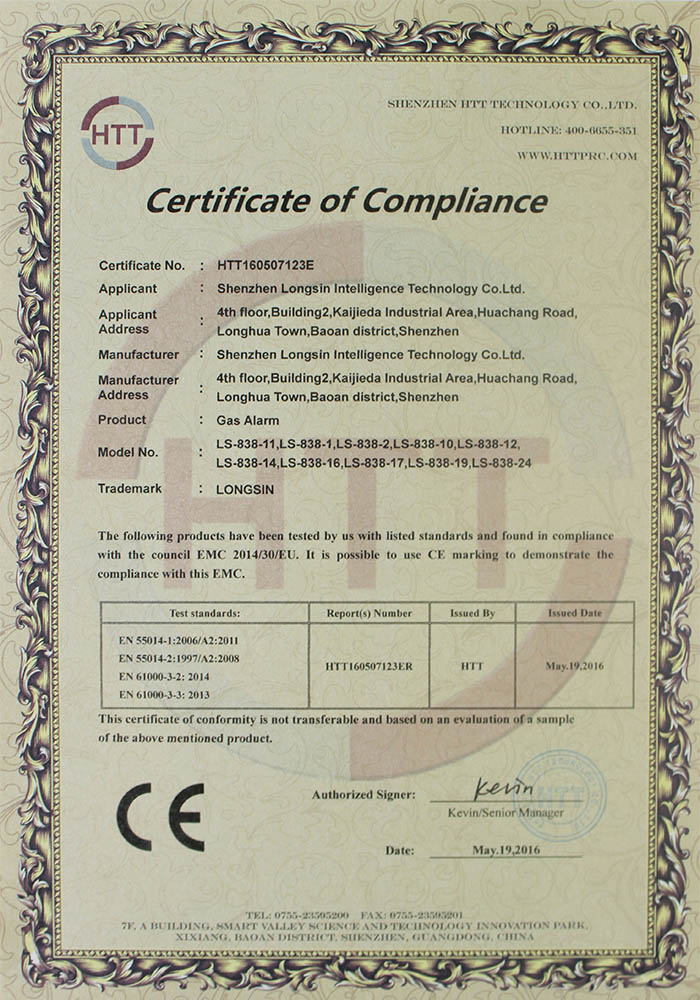 HTT
SHENZHEN HTT TECHNOLOGY CO.,LTD.
HOTLINE: 400-6655-351
WWW.HTTPRC.COM
Certificate of Compliance
Certificate No. : HTT160507123E
Applicant : Shenzhen Longsin Intelligence Technology Co.Ltd.
Applicant Address : 4th floor,Building2,Kaijieda Industrial Area,Huachang Road,
Longhua Town,Baoan district,Shenzhen
Manufacturer : Shenzhen Longsin Intelligence Technology Co.Ltd.
Manufacturer Address : 4th floor,Building2,Kaijieda Industrial Area,Huachang Road,
Longhua Town,Baoan district,Shenzhen
Product : Gas Alarm
Model No. : LS-838-11,LS-838-1,LS-838-2,LS-838-10,LS-838-12,
LS-838-14,LS-838-16,LS-838-17,LS-838-19,LS-838-24
Trademark : LONGSIN
HTT
The following products have been tested by us with listed standards and found in compliance
with the council EMC 2014/30/EU. It is possible to use CE marking to demonstrate the
compliance with this EMC.
Test standards: Report(s) Number Issued By Issued Date
EN 55014-1:2006/A2:2011
EN 55014-2:1997/A2:2008
EN 61000-3-2: 2014
EN 61000-3-3: 2013
HTT160507123ER HTT May.19,2016
This certificate of conformity is not transferable and based on an evaluation of a sample
of the above mentioned product.
CE
Authorized Signer: Kevin
Kevin/Senior Manager
HTT
Date: May.19,2016
TEL: 0755-23595200 FAX: 0755-23595201
7F, A BUILDING, SMART VALLEY SCIENCE AND TECHNOLOGY INNOVATION PARK,
XIXIANG, BAOAN DISTRICT, SHENZHEN, GUANGDONG, CHINA